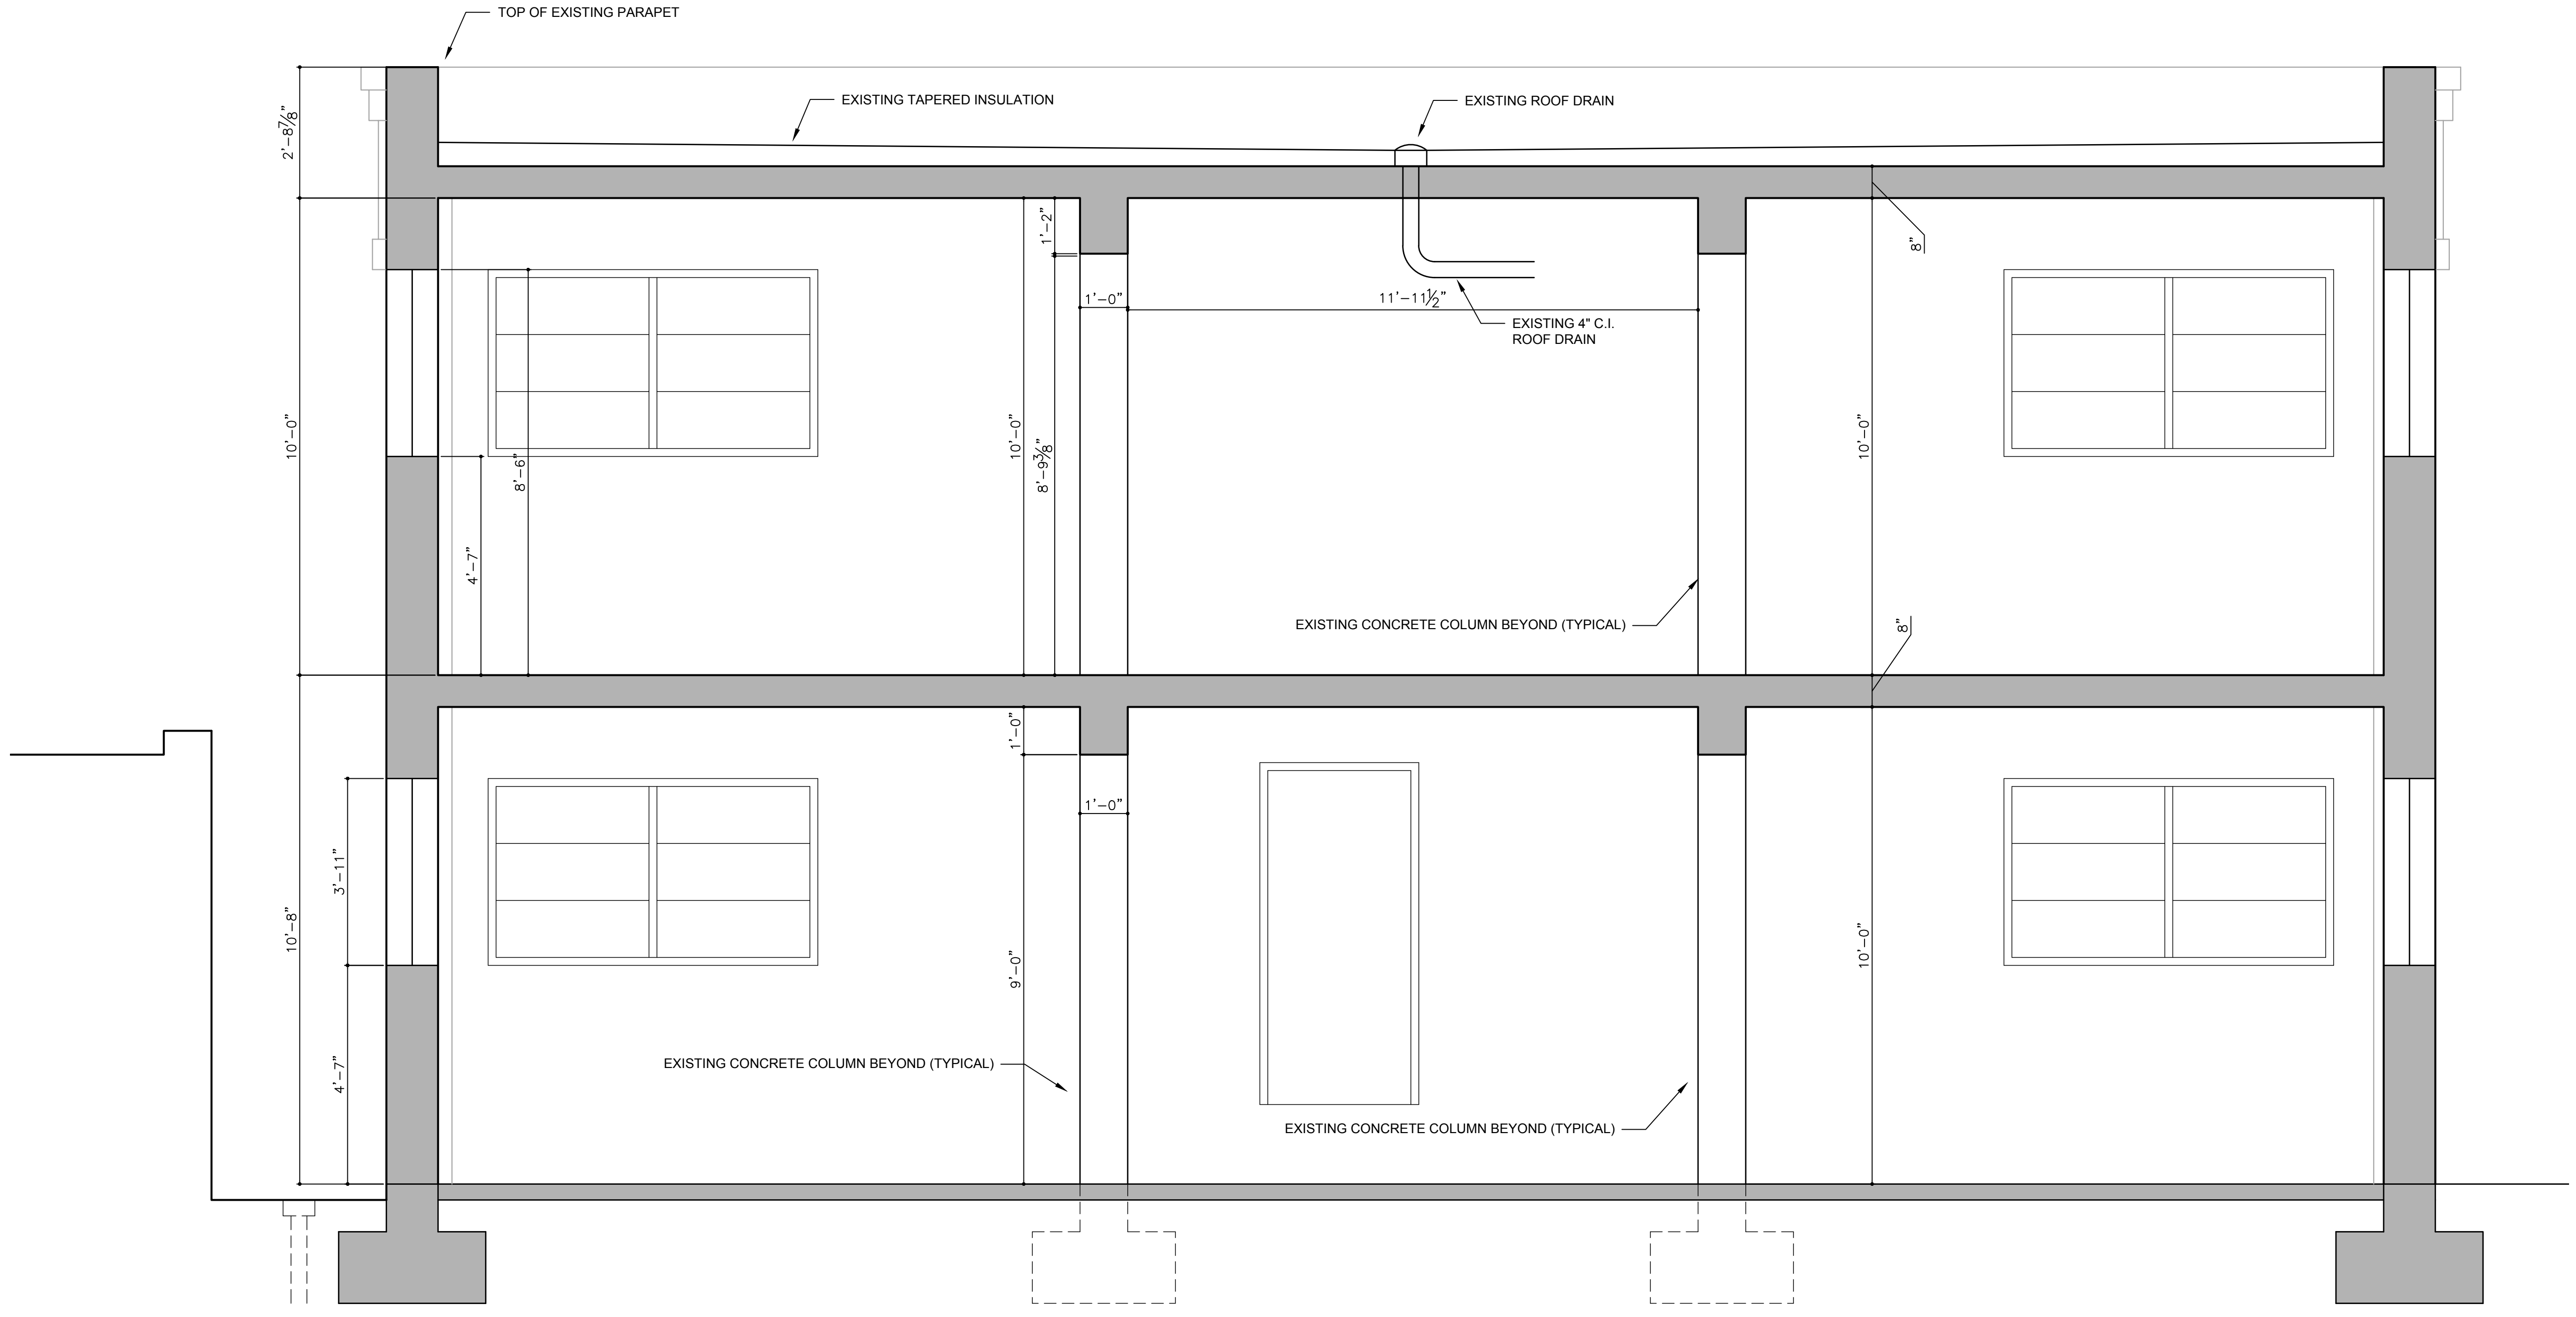 TOP OF EXISTING PARAPET
EXISTING TAPERED INSULATION
EXISTING ROOF DRAIN
2'-8⅞"
1'-2"
8"
1'-0"
11'-11½"
EXISTING 4" C.I.
ROOF DRAIN
10'-0"
8'-6"
10'-0"
8'-9⅜"
10'-0"
4'-7"
EXISTING CONCRETE COLUMN BEYOND (TYPICAL)
8"
1'-0"
1'-0"
3'-11"
10'-8"
9'-0"
10'-0"
4'-7"
EXISTING CONCRETE COLUMN BEYOND (TYPICAL)
EXISTING CONCRETE COLUMN BEYOND (TYPICAL)